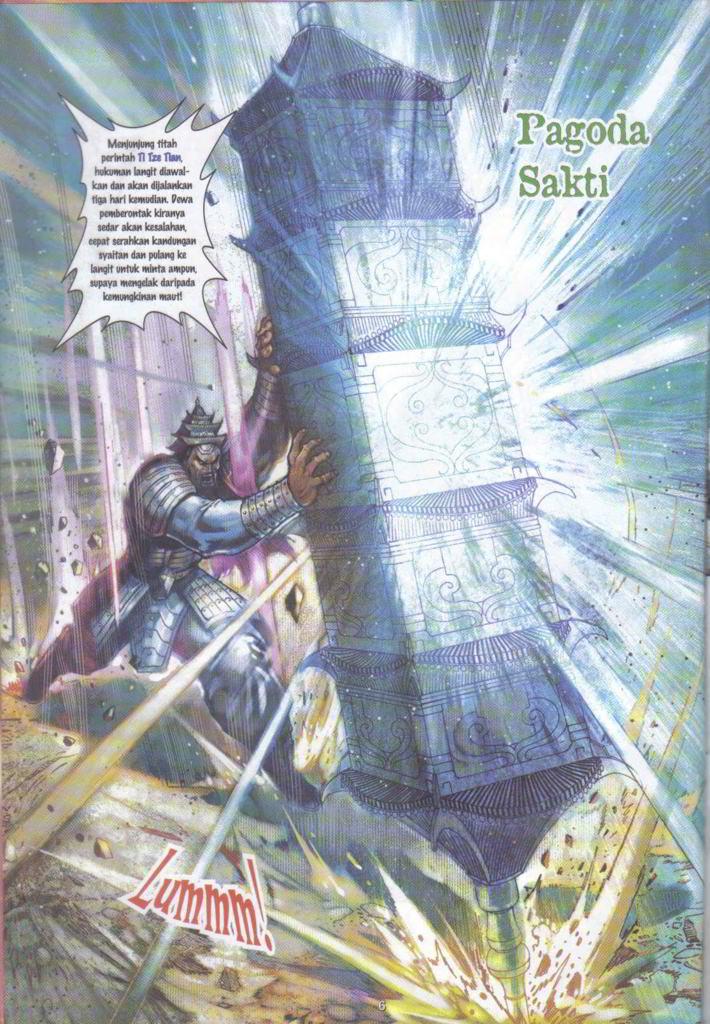 Menjunjung titah
perintah Ti Tze Tian,
hukuman langit diawal-
kan dan akan dijalankan
tiga hari kemudian. Dewa
pemberontak kiranya
sedar akan kesalahan,
cepat serahkan kandungan
syaitan dan pulang ke
langit untuk minta ampun,
supaya mengelak daripada
kemungkinan maut!
Pagoda
Sakti
Lummm!
6